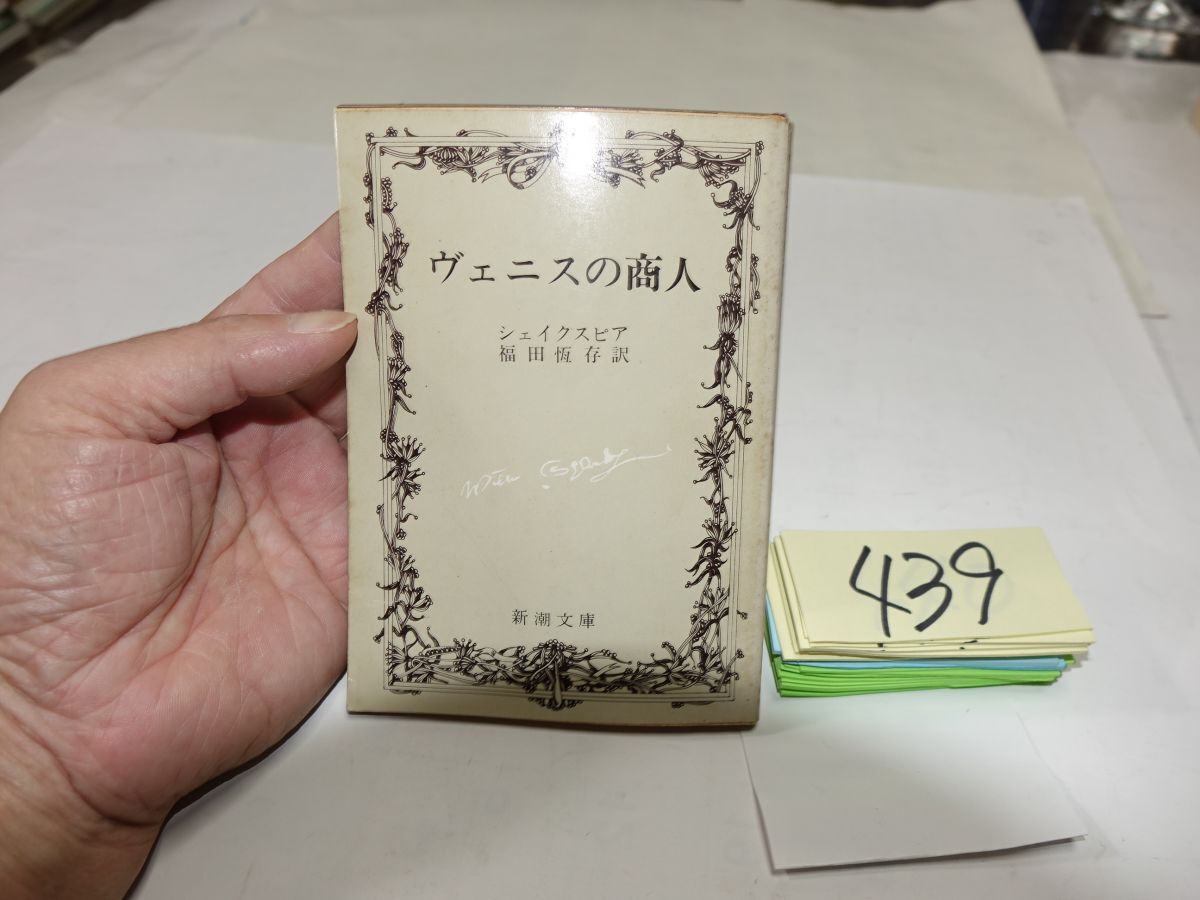 ヴェニスの商人
シェイクスピア
福田恆存訳
新潮文庫
439